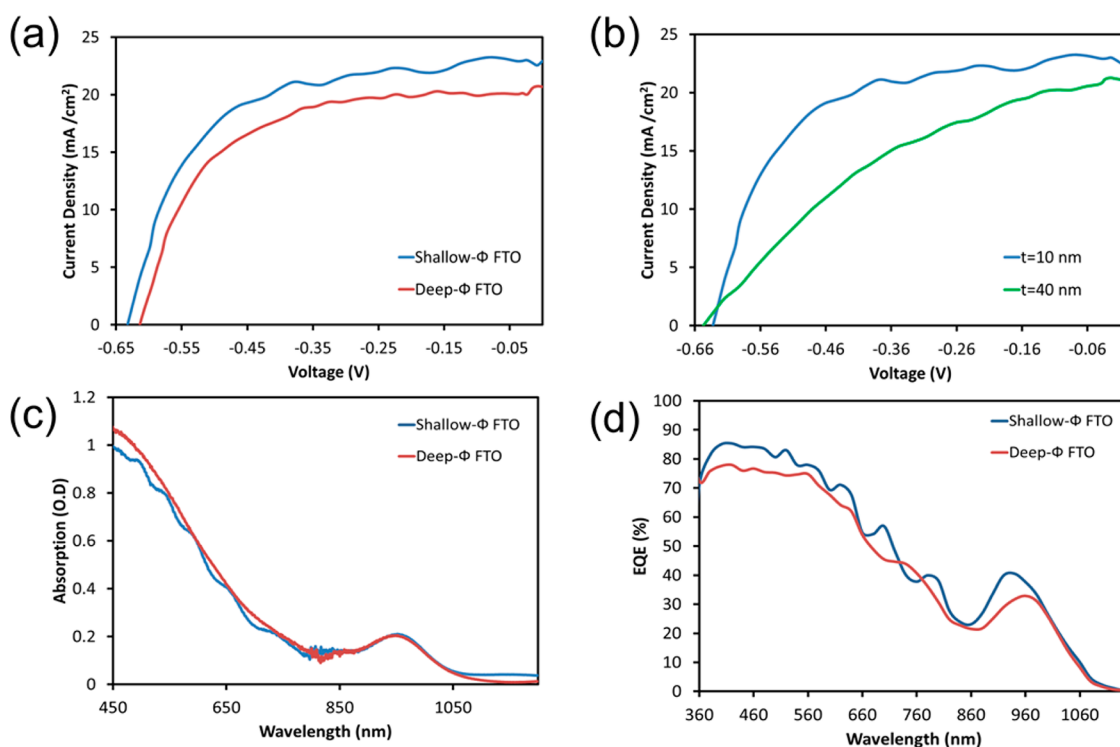 (a)
25
20
15
10
5
0
Current Density (mA /cm²)
-0.65
-0.55
-0.45
-0.35
-0.25
-0.15
-0.05
Voltage (V)
Shallow-Φ FTO
Deep-Φ FTO
(b)
25
20
15
10
5
0
Current Density (mA /cm²)
-0.66
-0.56
-0.46
-0.36
-0.26
-0.16
-0.06
Voltage (V)
t=10 nm
t=40 nm
(c)
1.2
1
0.8
0.6
0.4
0.2
0
Absorption (O.D)
450
650
850
1050
Wavelength (nm)
Shallow-Φ FTO
Deep-Φ FTO
(d)
100
90
80
70
60
50
40
30
20
10
0
EQE (%)
360
460
560
660
760
860
960
1060
Wavelength (nm)
Shallow-Φ FTO
Deep-Φ FTO